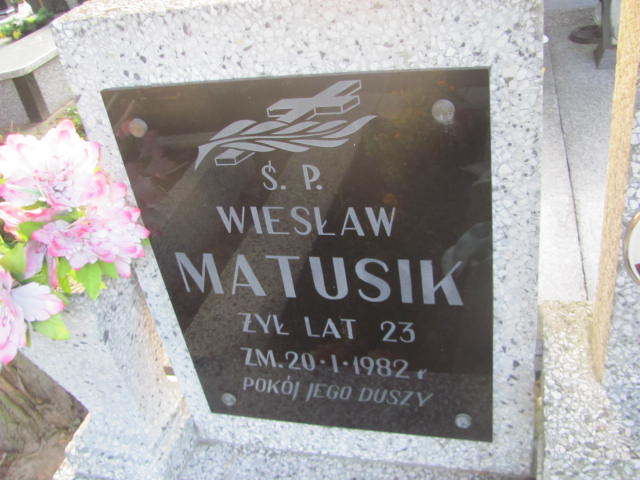 Ś. P.
WIESŁAW
MATUSIK
ŻYŁ LAT 23
ZM. 20·1·1982 r
POKÓJ JEGO DUSZY